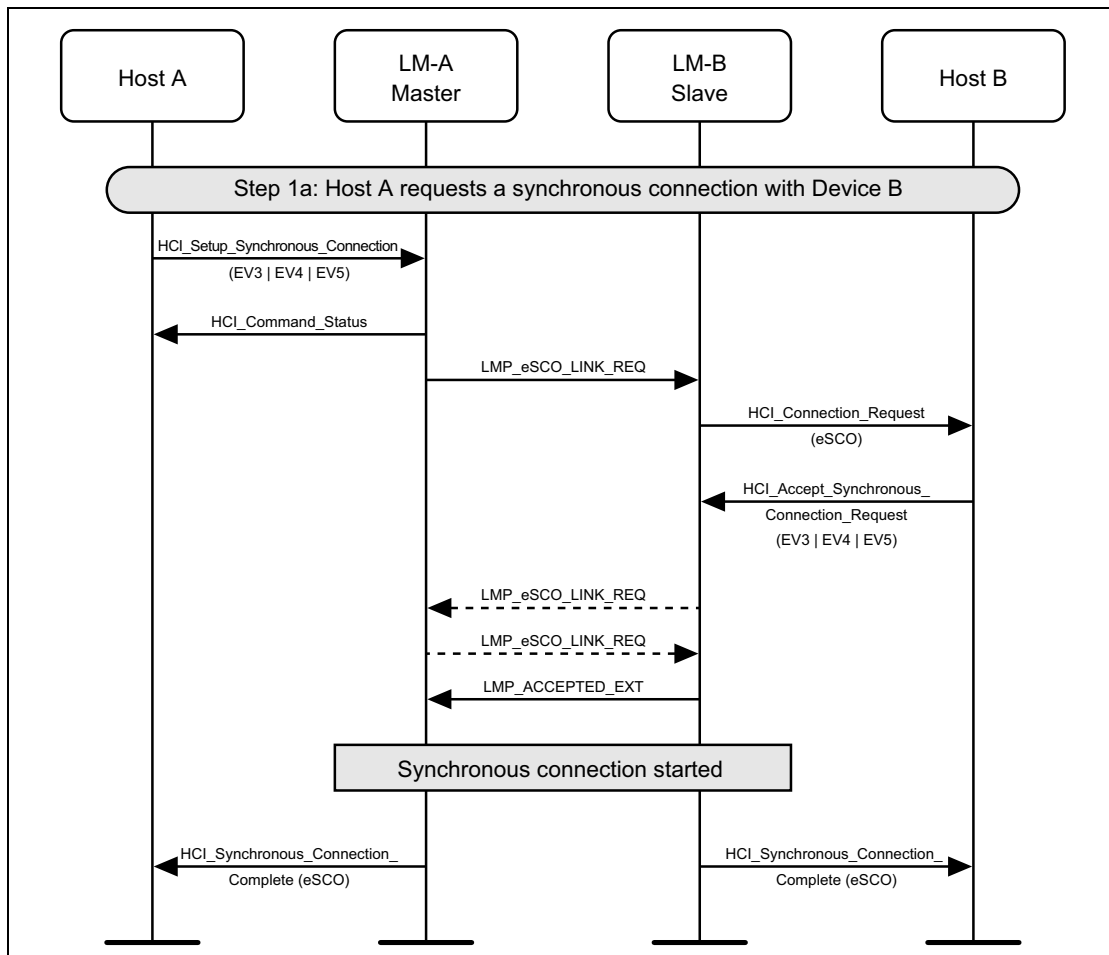 Host A
LM-A
Master
LM-B
Slave
Host B
Step 1a: Host A requests a synchronous connection with Device B
HCI_Setup_Synchronous_Connection
(EV3 | EV4 | EV5)
HCI_Command_Status
LMP_eSCO_LINK_REQ
HCI_Connection_Request
(eSCO)
HCI_Accept_Synchronous_
Connection_Request
(EV3 | EV4 | EV5)
LMP_eSCO_LINK_REQ
LMP_eSCO_LINK_REQ
LMP_ACCEPTED_EXT
Synchronous connection started
HCI_Synchronous_Connection_
Complete (eSCO)
HCI_Synchronous_Connection_
Complete (eSCO)